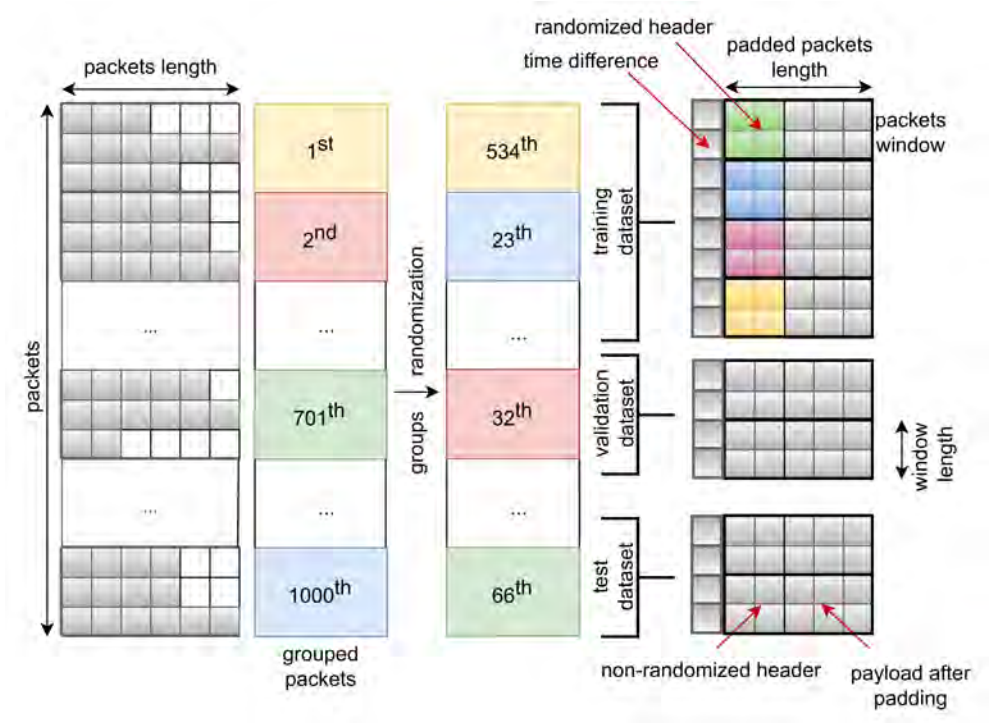 randomized header
time difference
padded packets
length
packets length
packets
window
1st
534th
2nd
23th
training
dataset
...
...
...
packets
groups randomization
701th
32th
validation
dataset
window
length
...
...
...
1000th
66th
test
dataset
grouped
packets
non-randomized header
payload after
padding